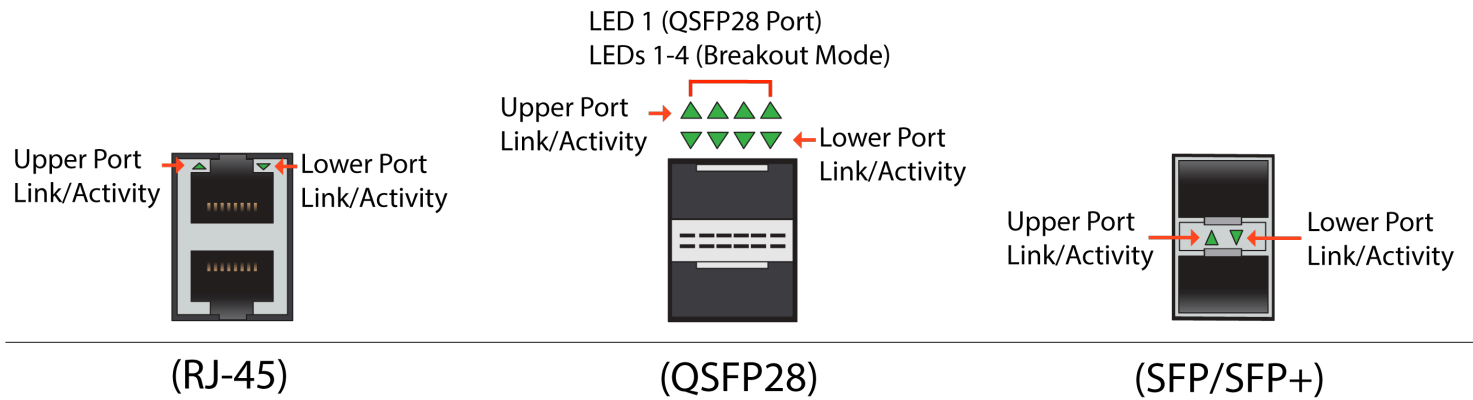 LED 1 (QSFP28 Port)
LEDs 1-4 (Breakout Mode)
Upper Port
Link/Activity
Lower Port
Link/Activity
Upper Port
Link/Activity
Lower Port
Link/Activity
Upper Port
Link/Activity
Lower Port
Link/Activity
(RJ-45)
(QSFP28)
(SFP/SFP+)